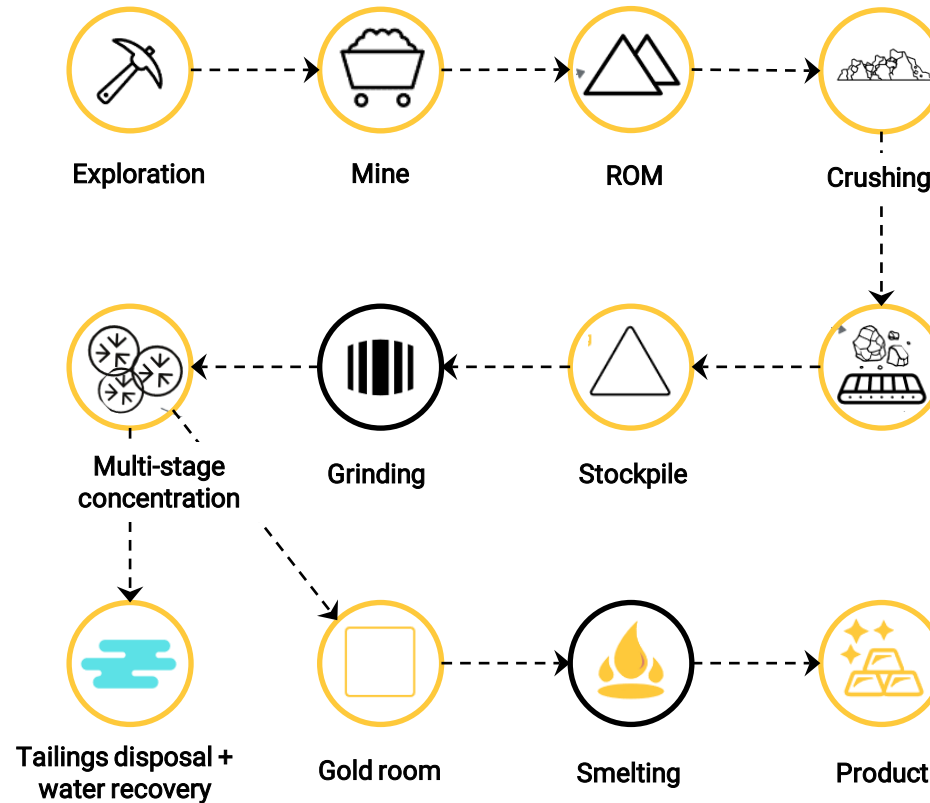 Exploration
Mine
ROM
Crushing
Multi-stage
concentration
Grinding
Stockpile
Tailings disposal +
water recovery
Gold room
Smelting
Product